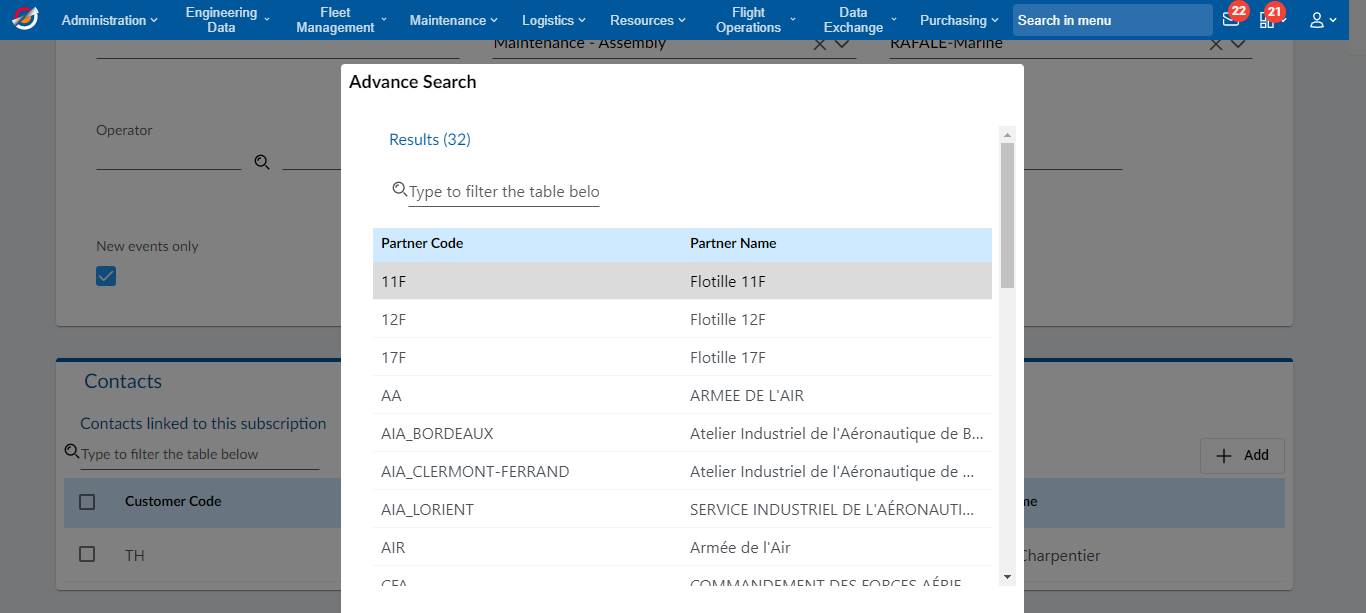 Administration
Engineering
Data
Fleet
Management
Maintenance
Logistics
Resources
Flight
Operations
Data
Exchange
Purchasing
Search in menu
22
21
Maintenance - Assembly
RAFALE-Marine
Advance Search
Operator
Results (32)
Type to filter the table belo
New events only
Partner Code Partner Name
11F Flotille 11F
12F Flotille 12F
17F Flotille 17F
AA ARMEE DE L'AIR
AIA_BORDEAUX Atelier Industriel de l'Aéronautique de B...
AIA_CLERMONT-FERRAND Atelier Industriel de l'Aéronautique de ...
AIA_LORIENT SERVICE INDUSTRIEL DE L'AÉRONAUTI...
AIR Armée de l'Air
CFA COMMANDEMENT DES FORCES AÉRIE
Contacts
Contacts linked to this subscription
Type to filter the table below
Add
Customer Code
me
TH
Charpentier